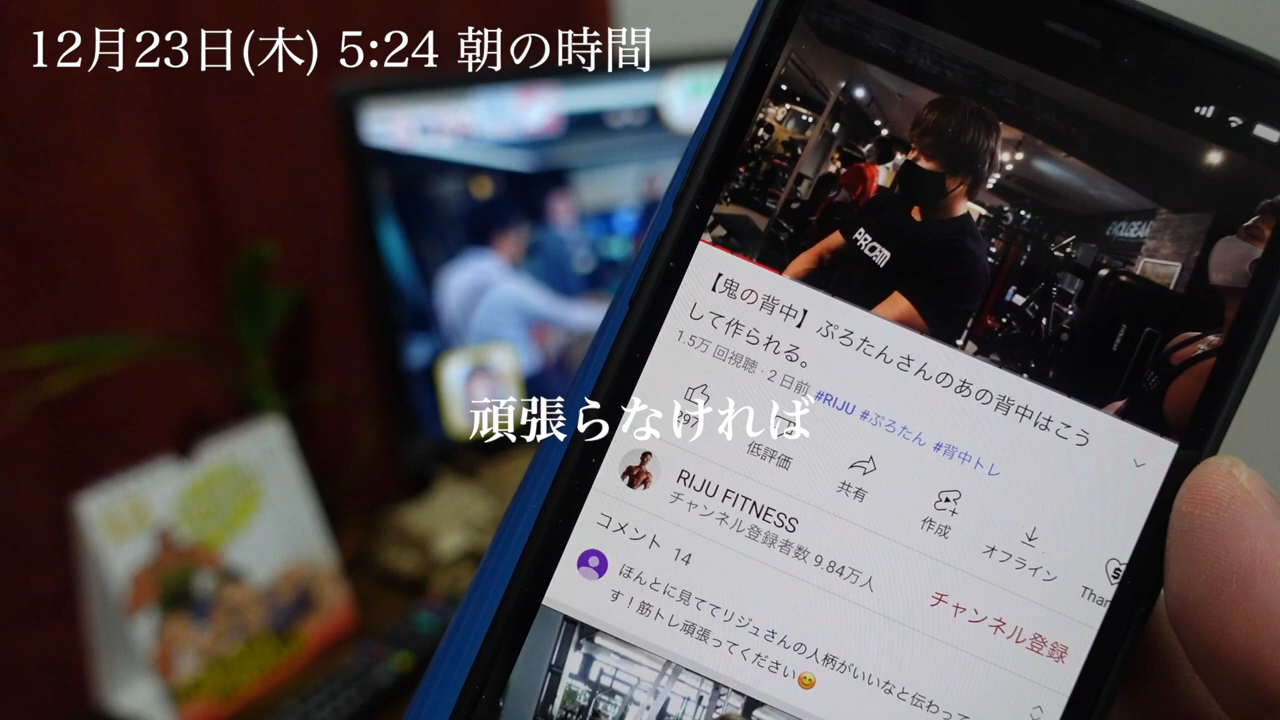 12月23日(木) 5:24 朝の時間
PRCHM
EVOLGEAR
【鬼の背中】ぷろたんさんのあの背中はこう
して作られる。
1.5万 回視聴・2 日前 #RIJU #ぷろたん #背中トレ
頑張らなければ
297
低評価
共有
作成
オフライン
RIJU FITNESS
チャンネル登録者数 9.84万人
チャンネル登録
コメント 14
ほんとに見ててリジュさんの人柄がいいなと伝わって
す！筋トレ頑張ってください😊